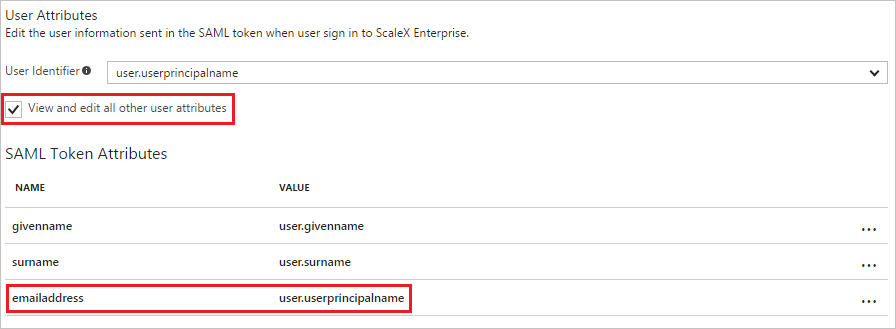 User Attributes
Edit the user information sent in the SAML token when user sign in to ScaleX Enterprise.
User Identifier user.userprincipalname
View and edit all other user attributes
SAML Token Attributes
NAME VALUE
givenname user.givenname ...
surname user.surname ...
emailaddress user.userprincipalname ...